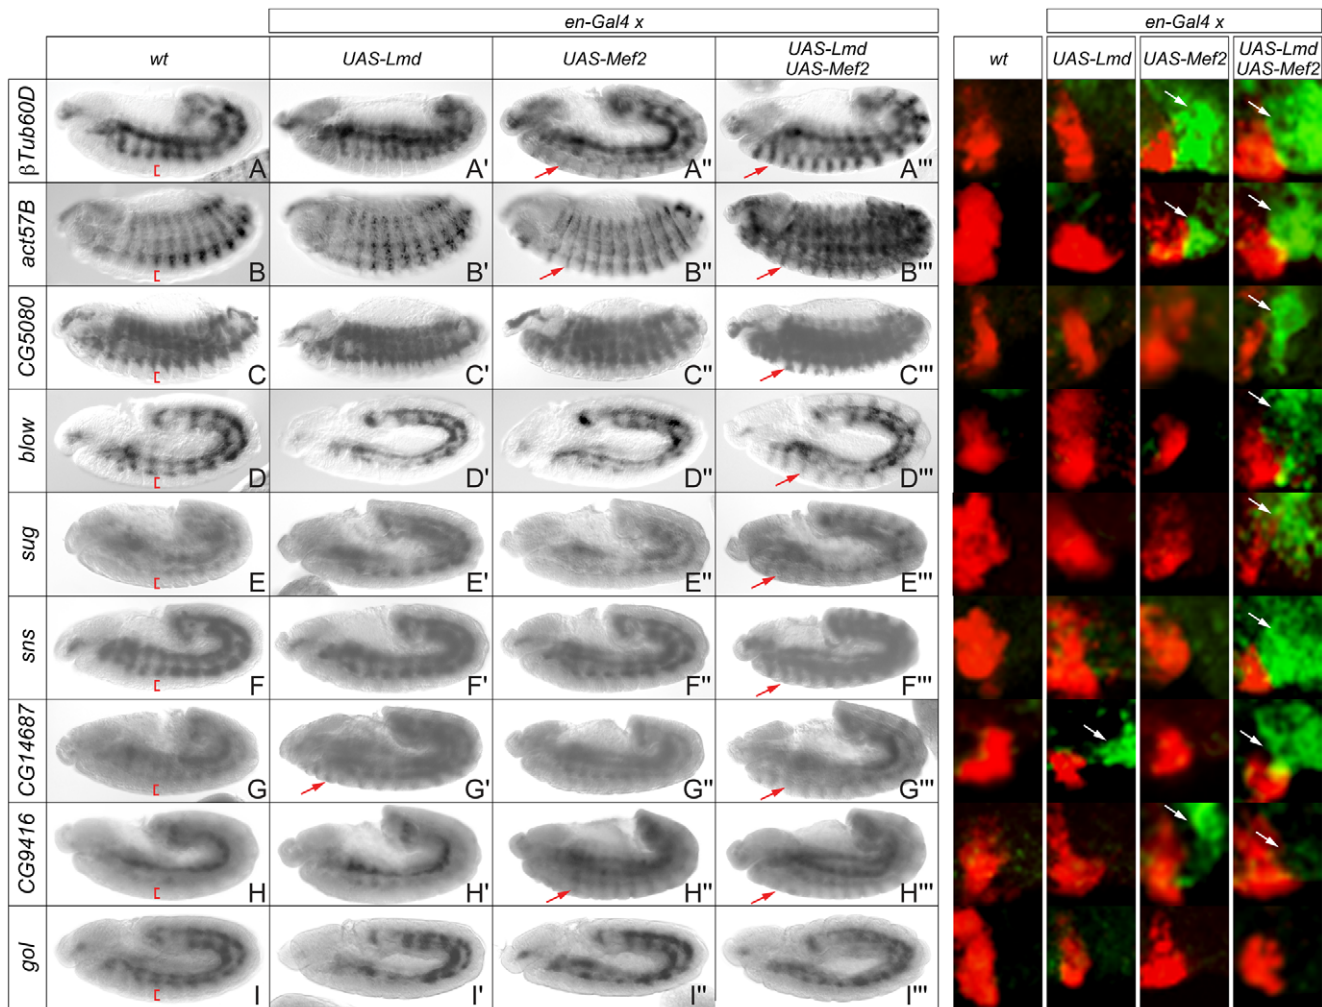 en-Gal4 x
en-Gal4 x
wt
UAS-Lmd
UAS-Mef2
UAS-Lmd
UAS-Mef2
wt
UAS-Lmd
UAS-Mef2
UAS-Lmd
UAS-Mef2
βTub60D
A
A'
A''
A'''
act57B
B
B'
B''
B'''
CG5080
C
C'
C''
C'''
blow
D
D'
D''
D'''
sug
E
E'
E''
E'''
sns
F
F'
F''
F'''
CG14687
G
G'
G''
G'''
CG9416
H
H'
H''
H'''
gol
I
I'
I''
I'''